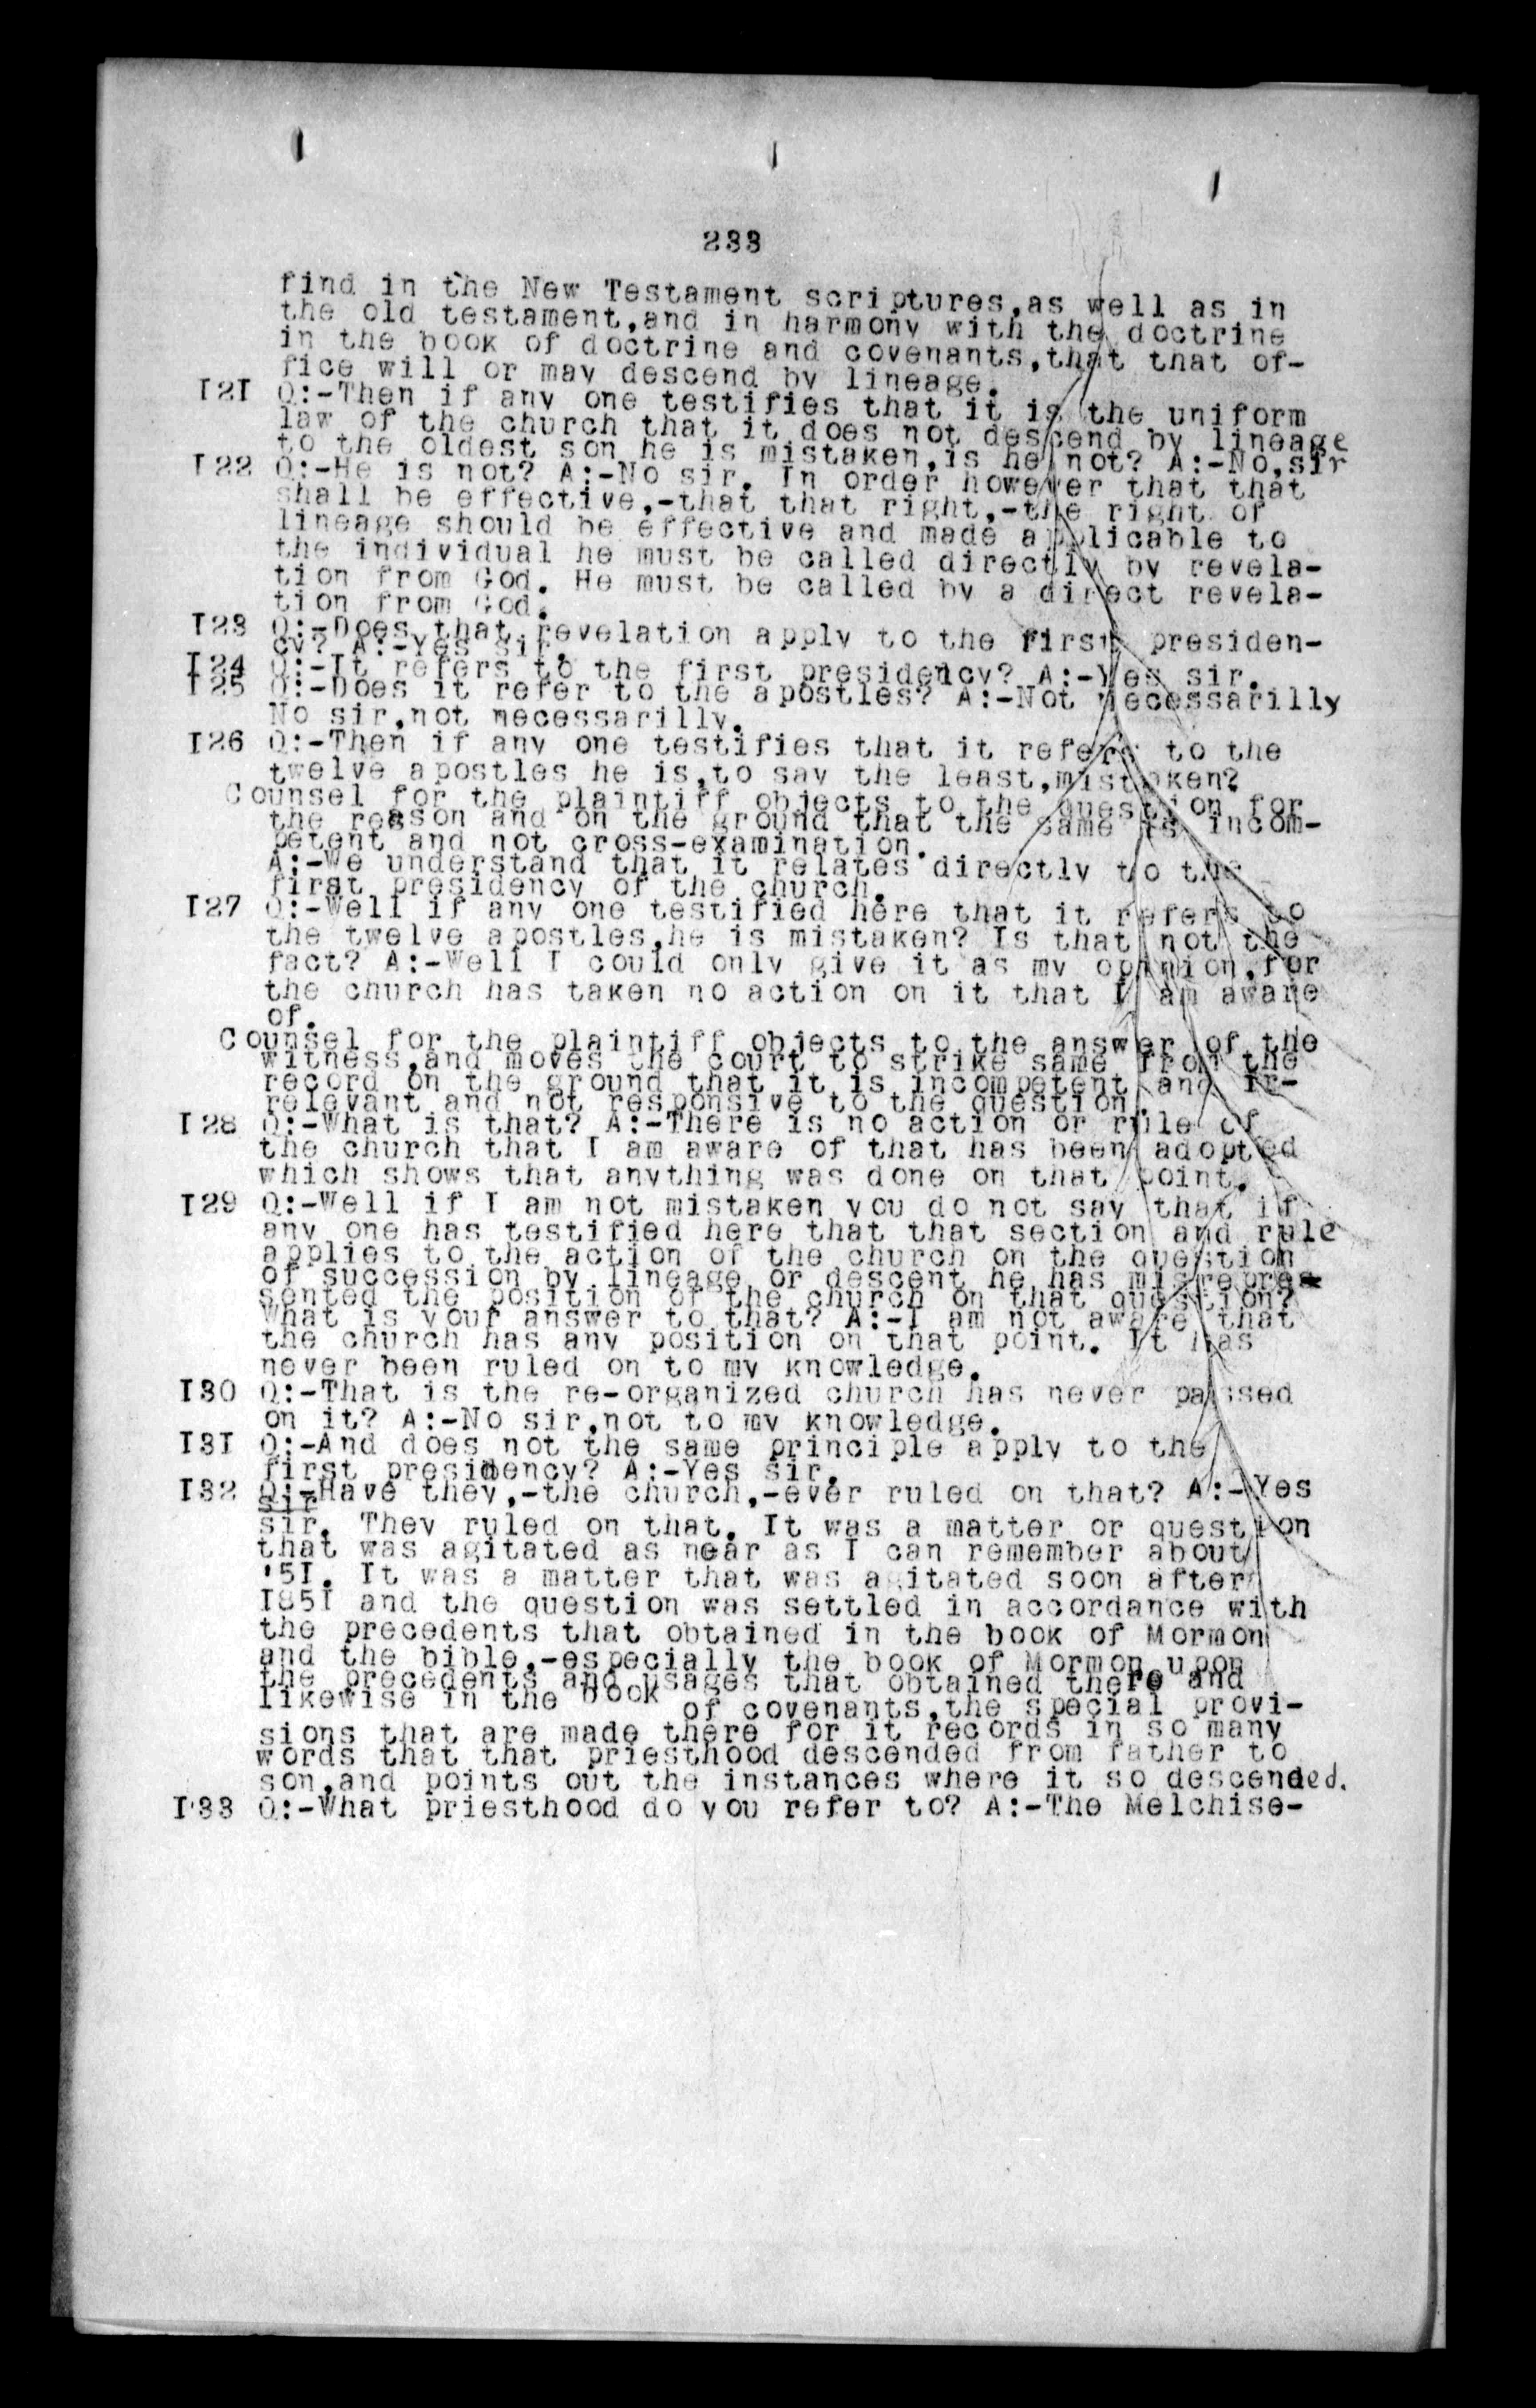 233
find in the New Testament scriptures,as well as in
the old testament,and in harmony with the doctrine
in the book of doctrine and covenants,that that of-
fice will or may descend by lineage.
I2I Q:-Then if any one testifies that it is the uniform
law of the church that it does not descend by lineage
to the oldest son he is mistaken,is he not? A:-No,sir
I22 Q:-He is not? A:-No sir. In order however that that
shall be effective,-that that right,-the right of
lineage should be effective and made applicable to
the individual he must be called directly by revela-
tion from God. He must be called by a direct revela-
tion from God.
I23 Q:-Does that revelation apply to the first presiden-
cy? A:-Yes sir.
I24 Q:-It refers to the first presidency? A:-Yes sir.
I25 Q:-Does it refer to the apostles? A:-Not necessarilly
No sir,not necessarilly.
I26 Q:-Then if any one testifies that it refers to the
twelve apostles he is,to say the least,mistaken?
Counsel for the plaintiff objects to the question for
the reason and on the ground that the same is incom-
petent and not cross-examination.
A:-We understand that it relates directly to the
first presidency of the church.
I27 Q:-Well if any one testified here that it refers to
the twelve apostles,he is mistaken? Is that not the
fact? A:-Well I could only give it as my opinion,for
the church has taken no action on it that I am aware
of.
Counsel for the plaintiff objects to the answer of the
witness,and moves the court to strike same from the
record on the ground that it is incompetent and ir-
relevant and not responsive to the question.
I28 Q:-What is that? A:-There is no action or rule of
the church that I am aware of that has been adopted
which shows that anything was done on that point.
I29 Q:-Well if I am not mistaken you do not say that if
any one has testified here that that section and rule
applies to the action of the church on the question
of succession by lineage or descent he has misrepre-
sented the position of the church on that question?
What is your answer to that? A:-I am not aware that
the church has any position on that point. It has
never been ruled on to my knowledge.
I30 Q:-That is the re-organized church has never passed
on it? A:-No sir,not to my knowledge.
I3I Q:-And does not the same principle apply to the
first presidency? A:-Yes sir.
I32 Q:-Have they,-the church,-ever ruled on that? A:-Yes
sir
sir. They ruled on that. It was a matter or question
that was agitated as near as I can remember about
'5I. It was a matter that was agitated soon after
I85I and the question was settled in accordance with
the precedents that obtained in the book of Mormon
and the bible,-especially the book of Mormon upon
the precedents and usages that obtained there and
likewise in the book of covenants,the special provi-
sions that are made there for it records in so many
words that that priesthood descended from father to
son,and points out the instances where it so descended.
I33 Q:-What priesthood do you refer to? A:-The Melchise-